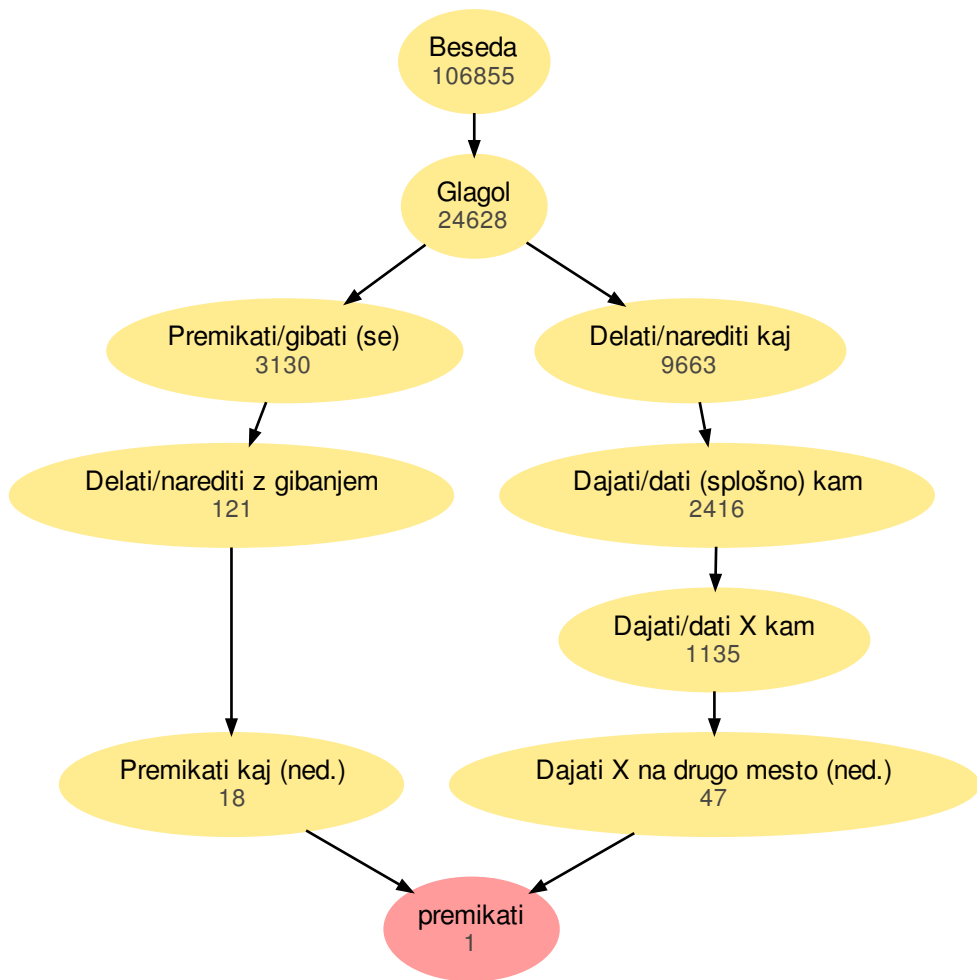 Beseda
106855
Glagol
24628
Premikati/gibati (se)
3130
Delati/narediti kaj
9663
Delati/narediti z gibanjem
121
Dajati/dati (splošno) kam
2416
Dajati/dati X kam
1135
Premikati kaj (ned.)
18
Dajati X na drugo mesto (ned.)
47
premikati
1